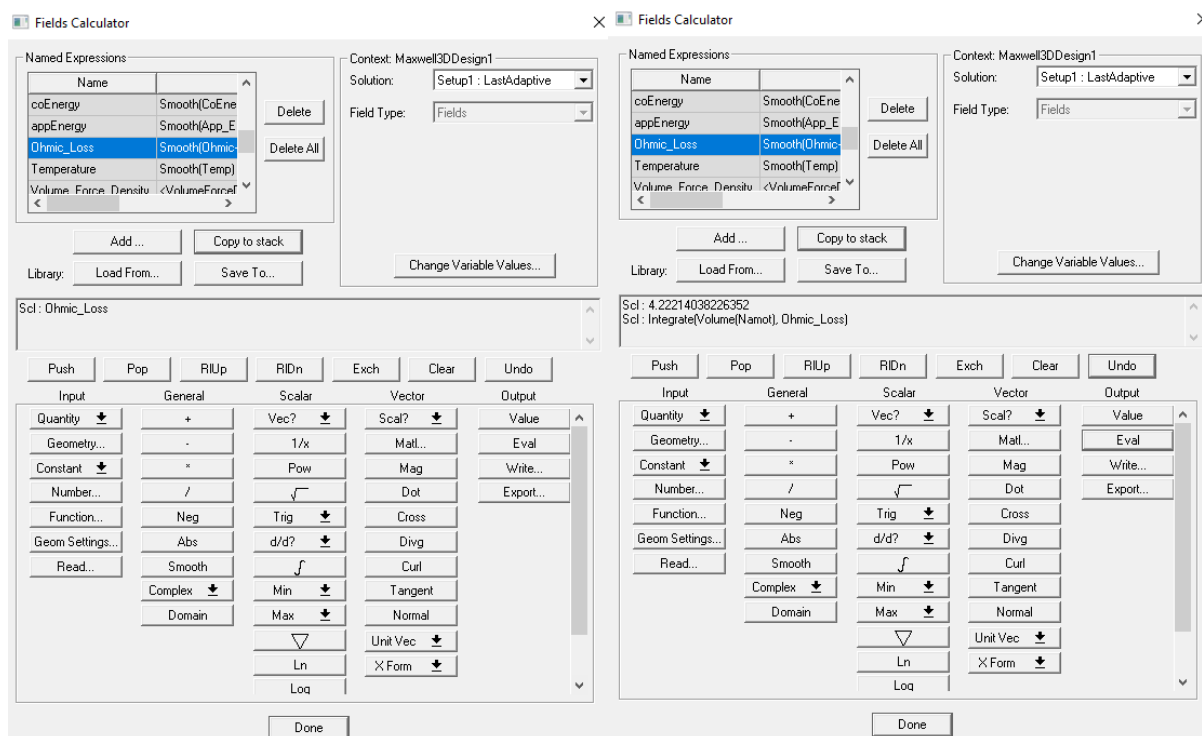 Fields Calculator
Named Expressions
Name
coEnergy Smooth(CoEne
appEnergy Smooth(App_E
Ohmic_Loss Smooth(Ohmic-
Temperature Smooth(Temp)
Volume_Force_Density <VolumeForceD
Delete
Delete All
Add ... Copy to stack
Library: Load From... Save To...
Context: Maxwell3DDesign1
Solution: Setup1 : LastAdaptive
Field Type: Fields
Change Variable Values...
Scl : Ohmic_Loss
Push Pop RlUp RlDn Exch Clear Undo
Input General Scalar Vector Output
Quantity + Vec? Scal? Value
Geometry... - 1/x Matl... Eval
Constant * Pow Mag Write...
Number... / √ Dot Export...
Function... Neg Trig Cross
Geom Settings... Abs d/d? Divg
Read... Smooth ∫ Curl
Complex Min Tangent
Domain Max Normal
▽ Unit Vec
Ln X Form
Log
Done
Fields Calculator
Named Expressions
Name
coEnergy Smooth(CoEne
appEnergy Smooth(App_E
Ohmic_Loss Smooth(Ohmic-
Temperature Smooth(Temp)
Volume_Force_Density <VolumeForceD
Delete
Delete All
Add ... Copy to stack
Library: Load From... Save To...
Context: Maxwell3DDesign1
Solution: Setup1 : LastAdaptive
Field Type: Fields
Change Variable Values...
Scl : 4.22214038226352
Scl : Integrate(Volume(Namot), Ohmic_Loss)
Push Pop RlUp RlDn Exch Clear Undo
Input General Scalar Vector Output
Quantity + Vec? Scal? Value
Geometry... - 1/x Matl... Eval
Constant * Pow Mag Write...
Number... / √ Dot Export...
Function... Neg Trig Cross
Geom Settings... Abs d/d? Divg
Read... Smooth ∫ Curl
Complex Min Tangent
Domain Max Normal
▽ Unit Vec
Ln X Form
Log
Done